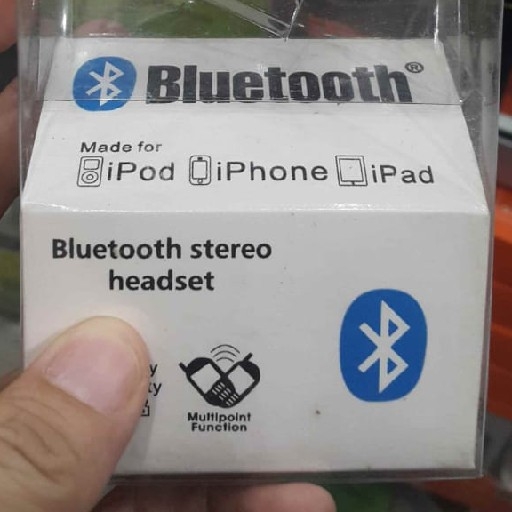 Bluetooth®
Made for
iPod iPhone iPad
Bluetooth stereo
headset
Multipoint
Function